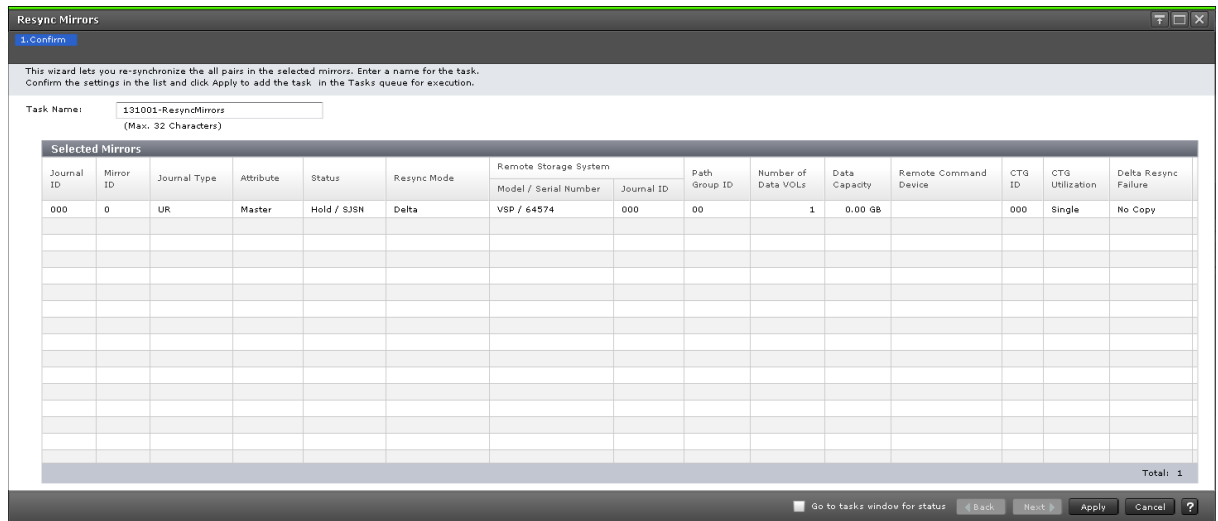 Resync Mirrors
1.Confirm
This wizard lets you re-synchronize the all pairs in the selected mirrors. Enter a name for the task.
Confirm the settings in the list and click Apply to add the task in the Tasks queue for execution.
Task Name: 131001-ResyncMirrors
(Max. 32 Characters)
Selected Mirrors
Journal ID Mirror ID Journal Type Attribute Status Resync Mode Remote Storage System Model / Serial Number Journal ID Path Group ID Number of Data VOLs Data Capacity Remote Command Device CTG ID CTG Utilization Delta Resync Failure
000 0 UR Master Hold / SJSN Delta VSP / 64574 000 00 1 0.00 GB 000 Single No Copy
Total: 1
Go to tasks window for status Back Next Apply Cancel ?